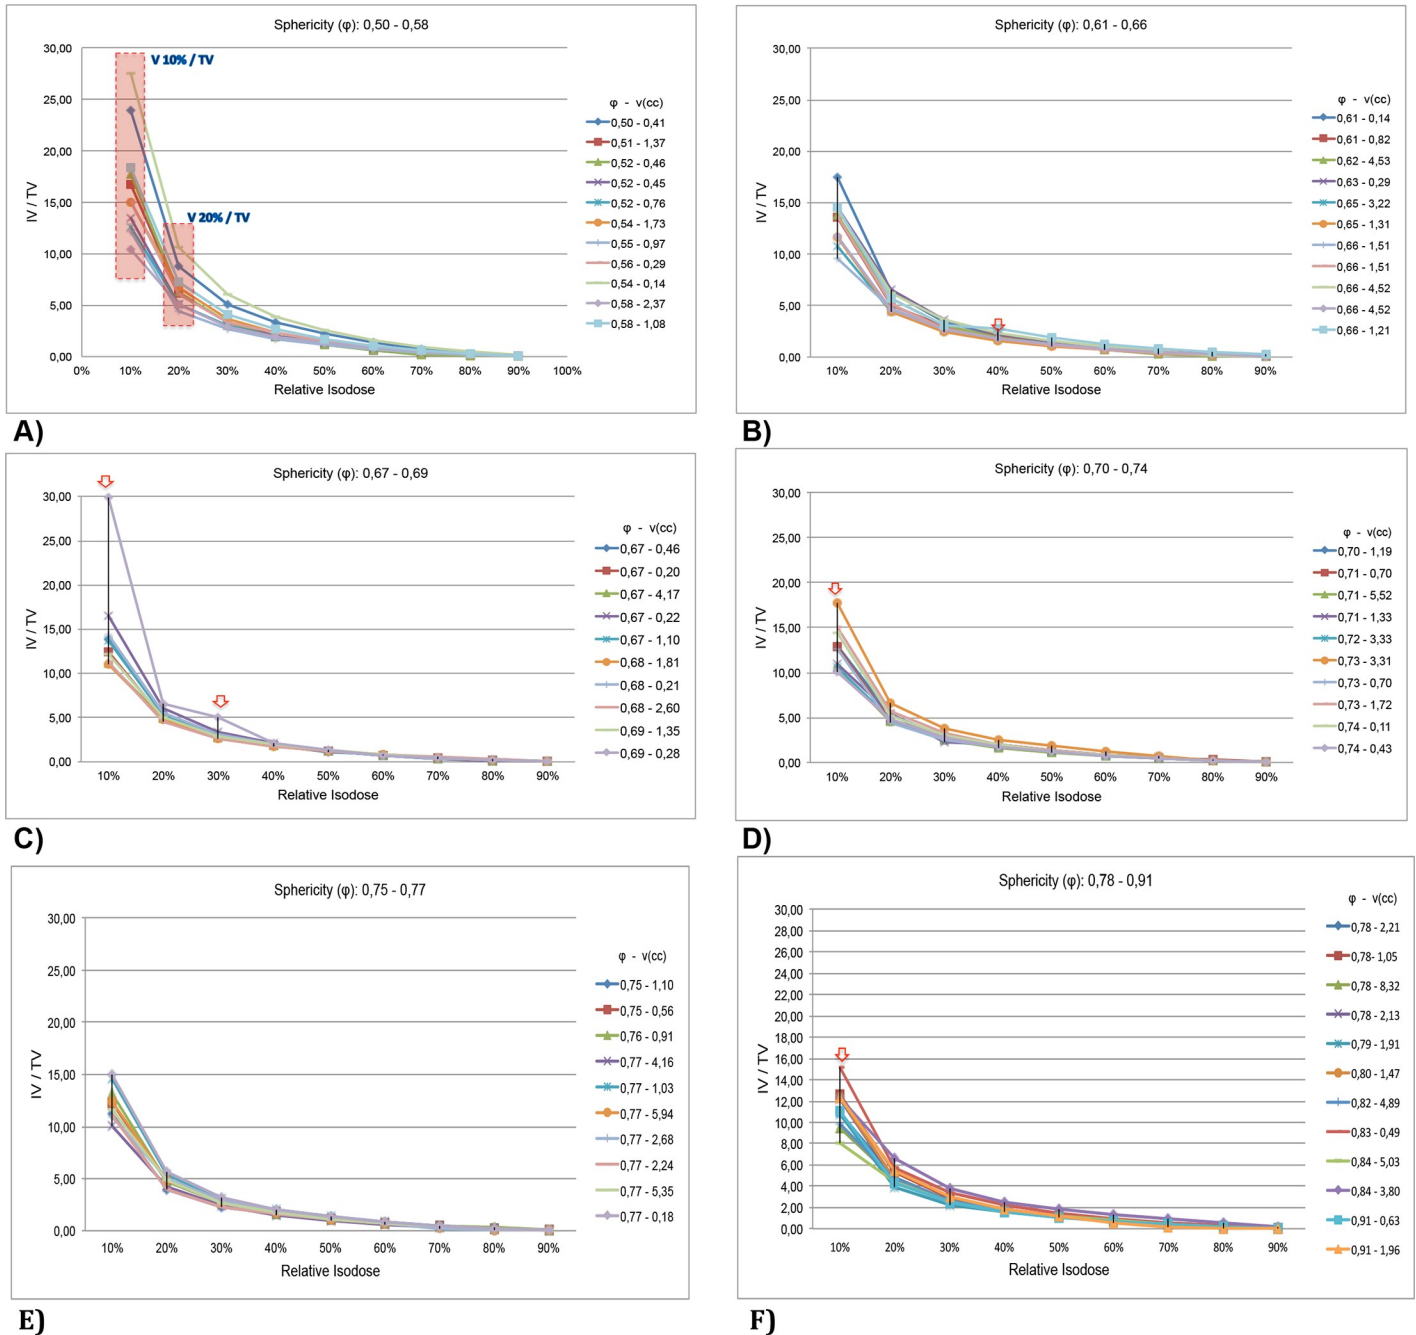 Sphericity (φ): 0,50 - 0,58
30,00
25,00
20,00
15,00
10,00
5,00
0,00
IV / TV
V 10% / TV
V 20% / TV
0% 10% 20% 30% 40% 50% 60% 70% 80% 90% 100%
Relative Isodose
φ - v(cc)
0,50 - 0,41
0,51 - 1,37
0,52 - 0,46
0,52 - 0,45
0,52 - 0,76
0,54 - 1,73
0,55 - 0,97
0,56 - 0,29
0,54 - 0,14
0,58 - 2,37
0,58 - 1,08
A)
Sphericity (φ): 0,61 - 0,66
30,00
25,00
20,00
15,00
10,00
5,00
0,00
IV / TV
10% 20% 30% 40% 50% 60% 70% 80% 90%
Relative Isodose
φ - v(cc)
0,61 - 0,14
0,61 - 0,82
0,62 - 4,53
0,63 - 0,29
0,65 - 3,22
0,65 - 1,31
0,66 - 1,51
0,66 - 1,51
0,66 - 4,52
0,66 - 4,52
0,66 - 1,21
B)
Sphericity (φ): 0,67 - 0,69
30,00
25,00
20,00
15,00
10,00
5,00
0,00
IV / TV
10% 20% 30% 40% 50% 60% 70% 80% 90%
Relative Isodose
φ - v(cc)
0,67 - 0,46
0,67 - 0,20
0,67 - 4,17
0,67 - 0,22
0,67 - 1,10
0,68 - 1,81
0,68 - 0,21
0,68 - 2,60
0,69 - 1,35
0,69 - 0,28
C)
Sphericity (φ): 0,70 - 0,74
30,00
25,00
20,00
15,00
10,00
5,00
0,00
IV / TV
10% 20% 30% 40% 50% 60% 70% 80% 90%
Relative Isodose
φ - v(cc)
0,70 - 1,19
0,71 - 0,70
0,71 - 5,52
0,71 - 1,33
0,72 - 3,33
0,73 - 3,31
0,73 - 0,70
0,73 - 1,72
0,74 - 0,11
0,74 - 0,43
D)
Sphericity (φ): 0,75 - 0,77
30,00
25,00
20,00
15,00
10,00
5,00
0,00
IV / TV
10% 20% 30% 40% 50% 60% 70% 80% 90%
Relative Isodose
φ - v(cc)
0,75 - 1,10
0,75 - 0,56
0,76 - 0,91
0,77 - 4,16
0,77 - 1,03
0,77 - 5,94
0,77 - 2,68
0,77 - 2,24
0,77 - 5,35
0,77 - 0,18
E)
Sphericity (φ): 0,78 - 0,91
30,00
28,00
26,00
24,00
22,00
20,00
18,00
16,00
14,00
12,00
10,00
8,00
6,00
4,00
2,00
0,00
IV / TV
10% 20% 30% 40% 50% 60% 70% 80% 90%
Relative Isodose
φ - v(cc)
0,78 - 2,21
0,78- 1,05
0,78 - 8,32
0,78 - 2,13
0,79 - 1,91
0,80 - 1,47
0,82 - 4,89
0,83 - 0,49
0,84 - 5,03
0,84 - 3,80
0,91 - 0,63
0,91 - 1,96
F)